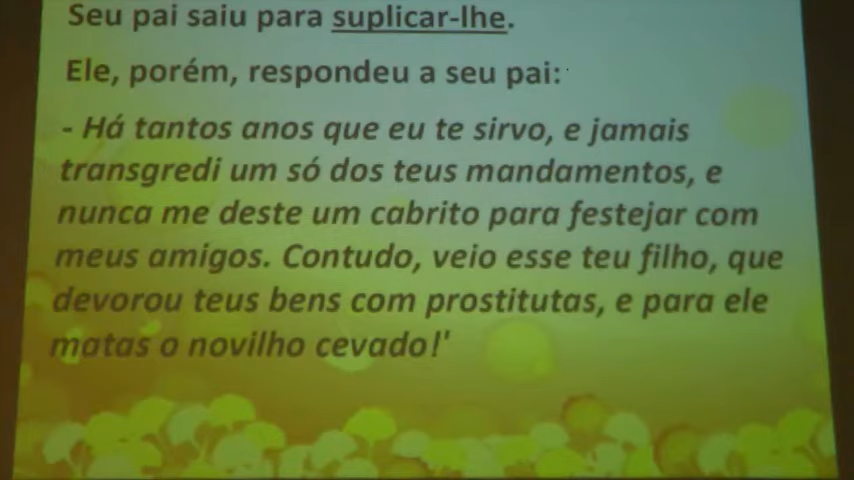 Seu pai saiu para suplicar-lhe.
Ele, porém, respondeu a seu pai:
- Há tantos anos que eu te sirvo, e jamais
transgredi um só dos teus mandamentos, e
nunca me deste um cabrito para festejar com
meus amigos. Contudo, veio esse teu filho, que
devorou teus bens com prostitutas, e para ele
matas o novilho cevado!'